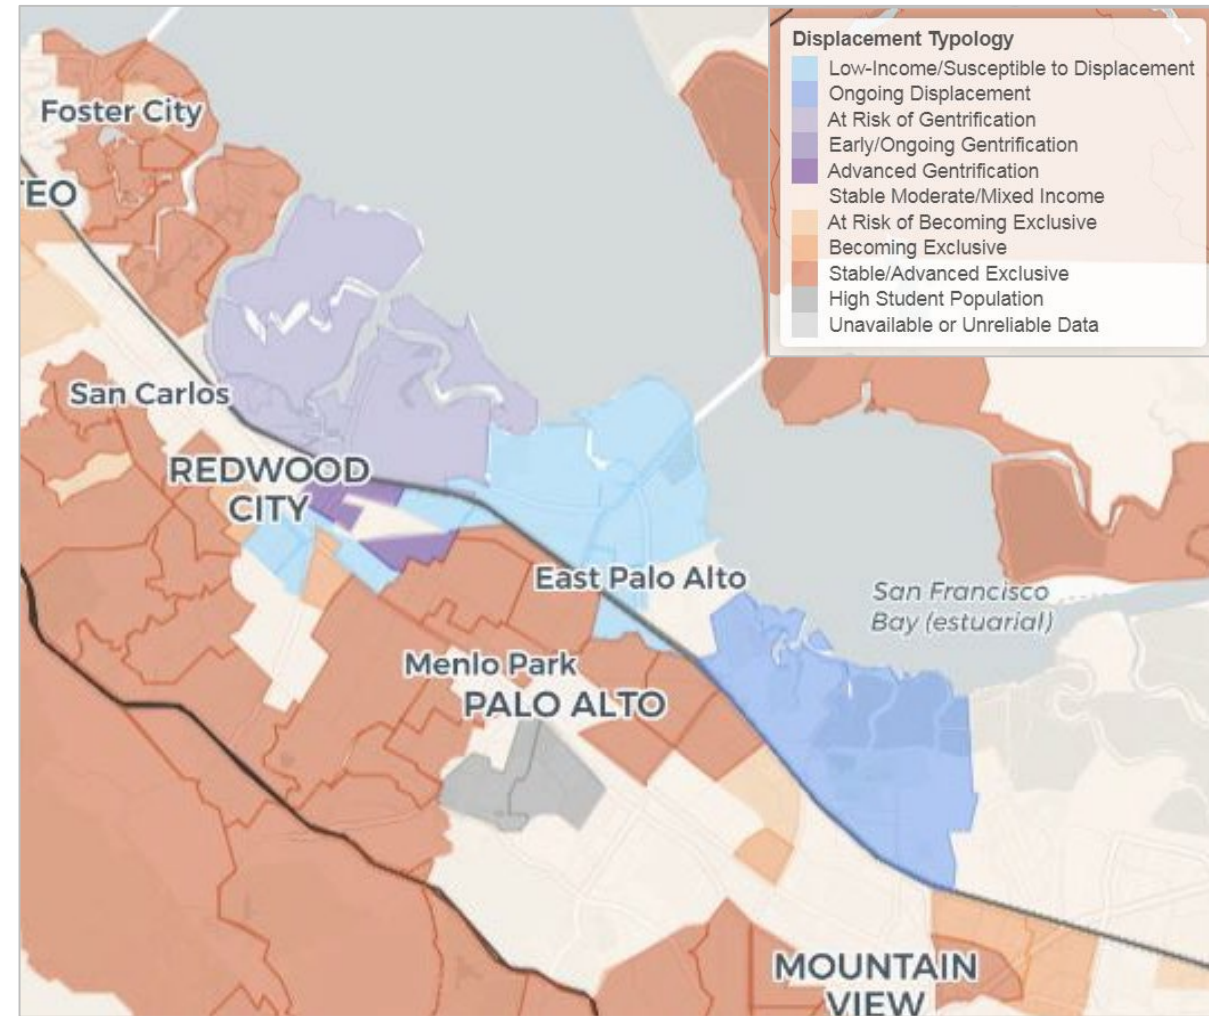 Displacement Typology
Low-Income/Susceptible to Displacement
Ongoing Displacement
At Risk of Gentrification
Early/Ongoing Gentrification
Advanced Gentrification
Stable Moderate/Mixed Income
At Risk of Becoming Exclusive
Becoming Exclusive
Stable/Advanced Exclusive
High Student Population
Unavailable or Unreliable Data
Foster City
TEO
San Carlos
REDWOOD
CITY
East Palo Alto
San Francisco
Bay (estuarial)
Menlo Park
PALO ALTO
MOUNTAIN
VIEW